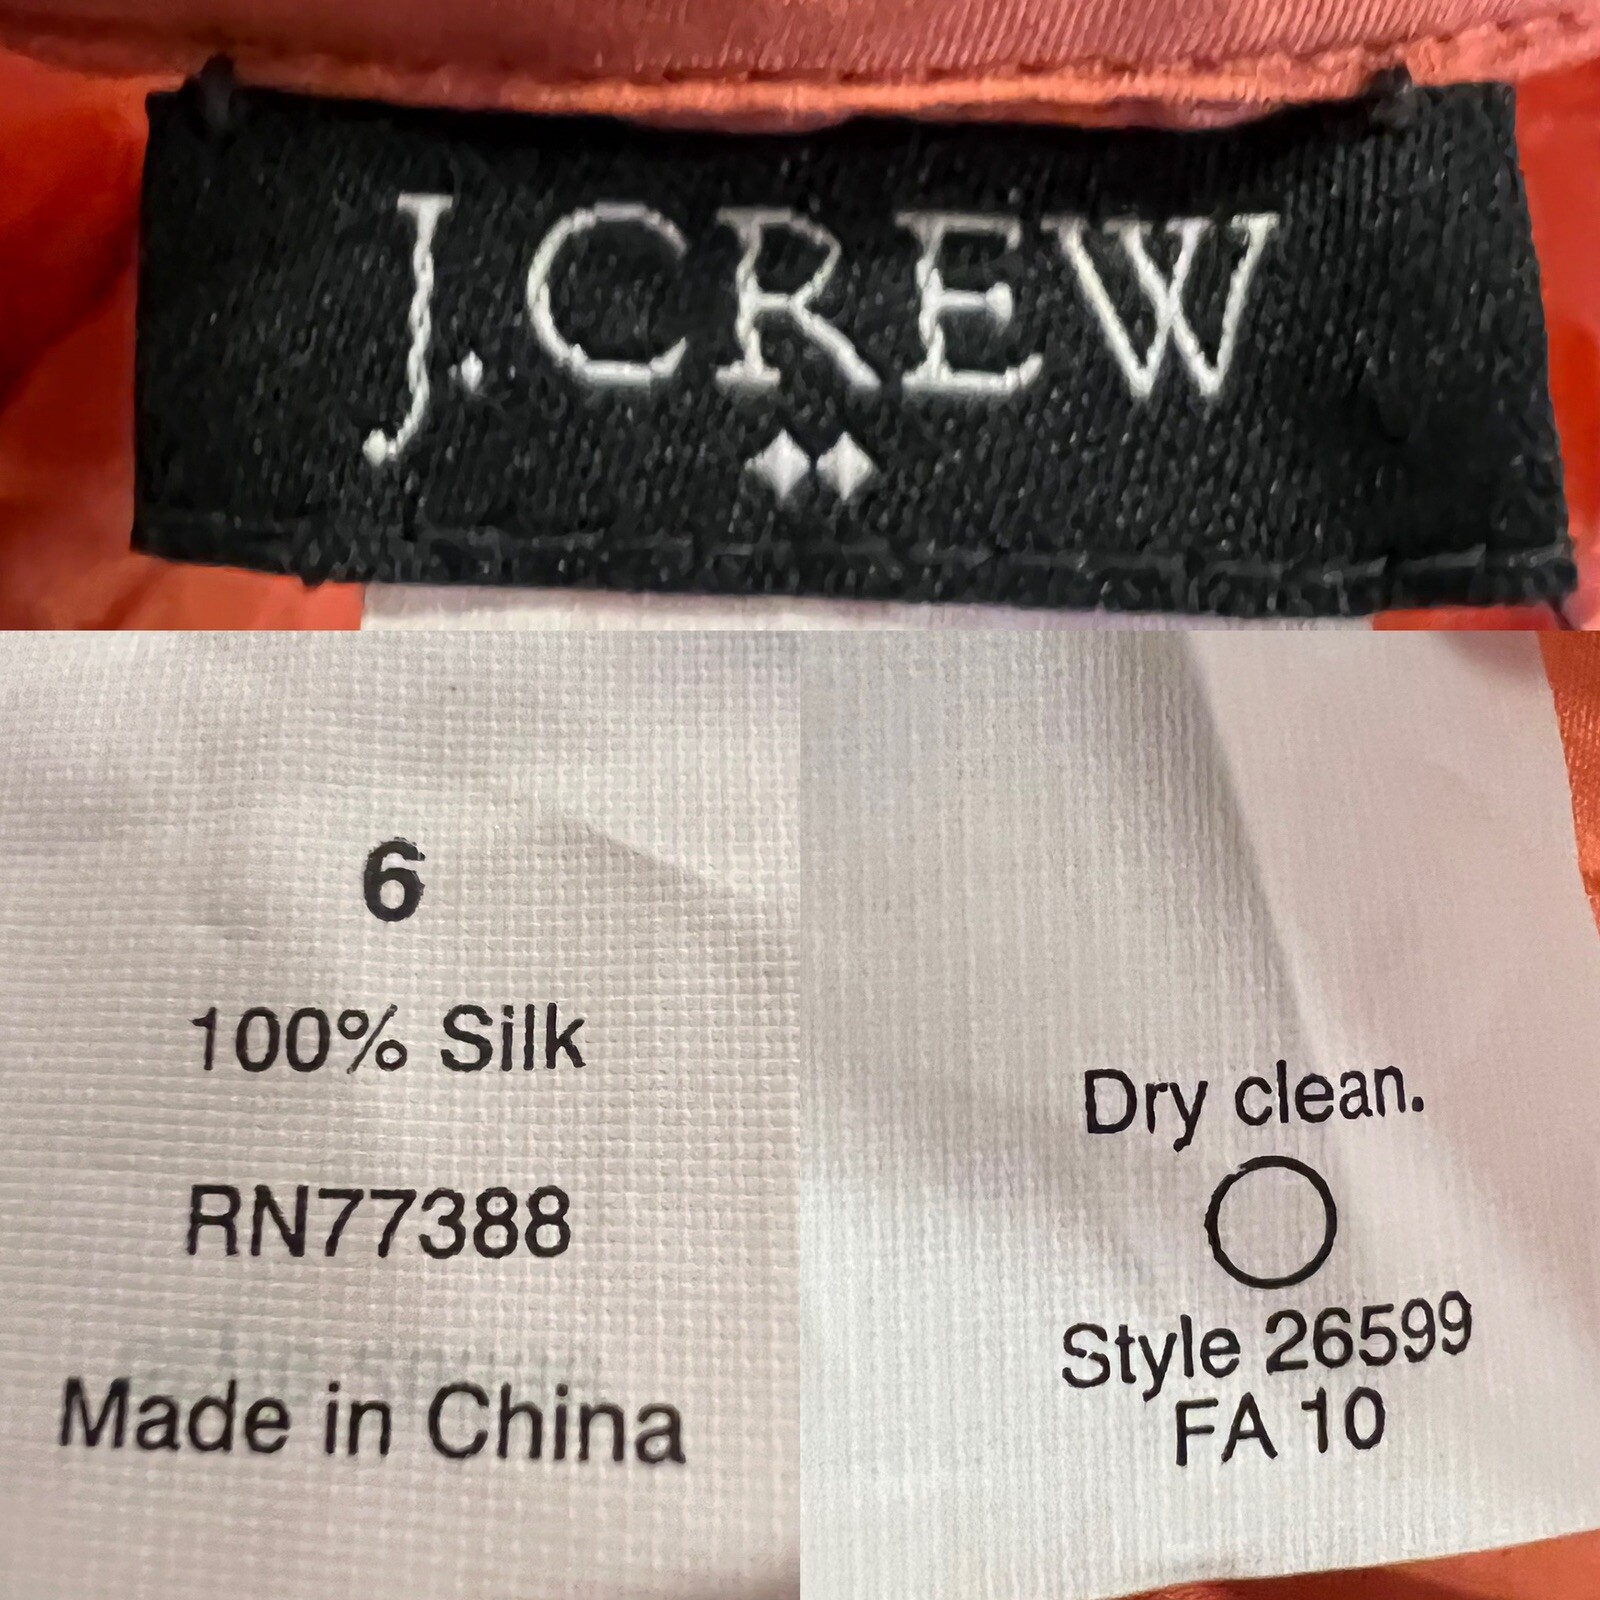 J.CREW
6
100% Silk
RN77388
Made in China
Dry clean.
Style 26599
FA 10